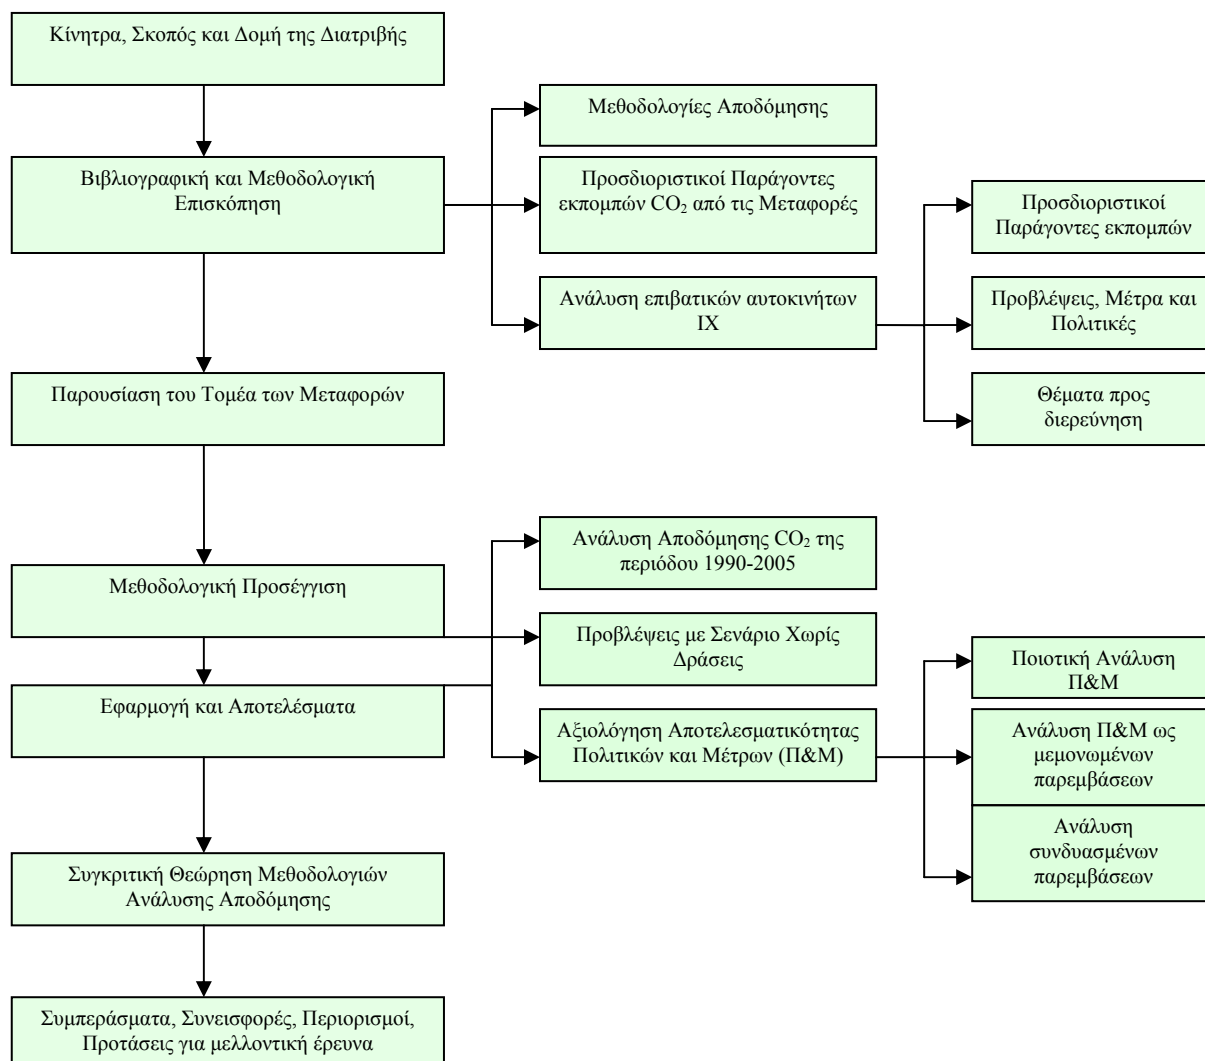 Κίνητρα, Σκοπός και Δομή της Διατριβής
Βιβλιογραφική και Μεθοδολογική
Επισκόπηση
Μεθοδολογίες Αποδόμησης
Προσδιοριστικοί Παράγοντες
εκπομπών CO₂ από τις Μεταφορές
Ανάλυση επιβατικών αυτοκινήτων
ΙΧ
Προσδιοριστικοί
Παράγοντες εκπομπών
Προβλέψεις, Μέτρα και
Πολιτικές
Θέματα προς
διερεύνηση
Παρουσίαση του Τομέα των Μεταφορών
Μεθοδολογική Προσέγγιση
Εφαρμογή και Αποτελέσματα
Ανάλυση Αποδόμησης CO₂ της
περιόδου 1990-2005
Προβλέψεις με Σενάριο Χωρίς
Δράσεις
Αξιολόγηση Αποτελεσματικότητας
Πολιτικών και Μέτρων (Π&Μ)
Ποιοτική Ανάλυση
Π&Μ
Ανάλυση Π&Μ ως
μεμονωμένων
παρεμβάσεων
Ανάλυση
συνδυασμένων
παρεμβάσεων
Συγκριτική Θεώρηση Μεθοδολογιών
Ανάλυσης Αποδόμησης
Συμπεράσματα, Συνεισφορές, Περιορισμοί,
Προτάσεις για μελλοντική έρευνα